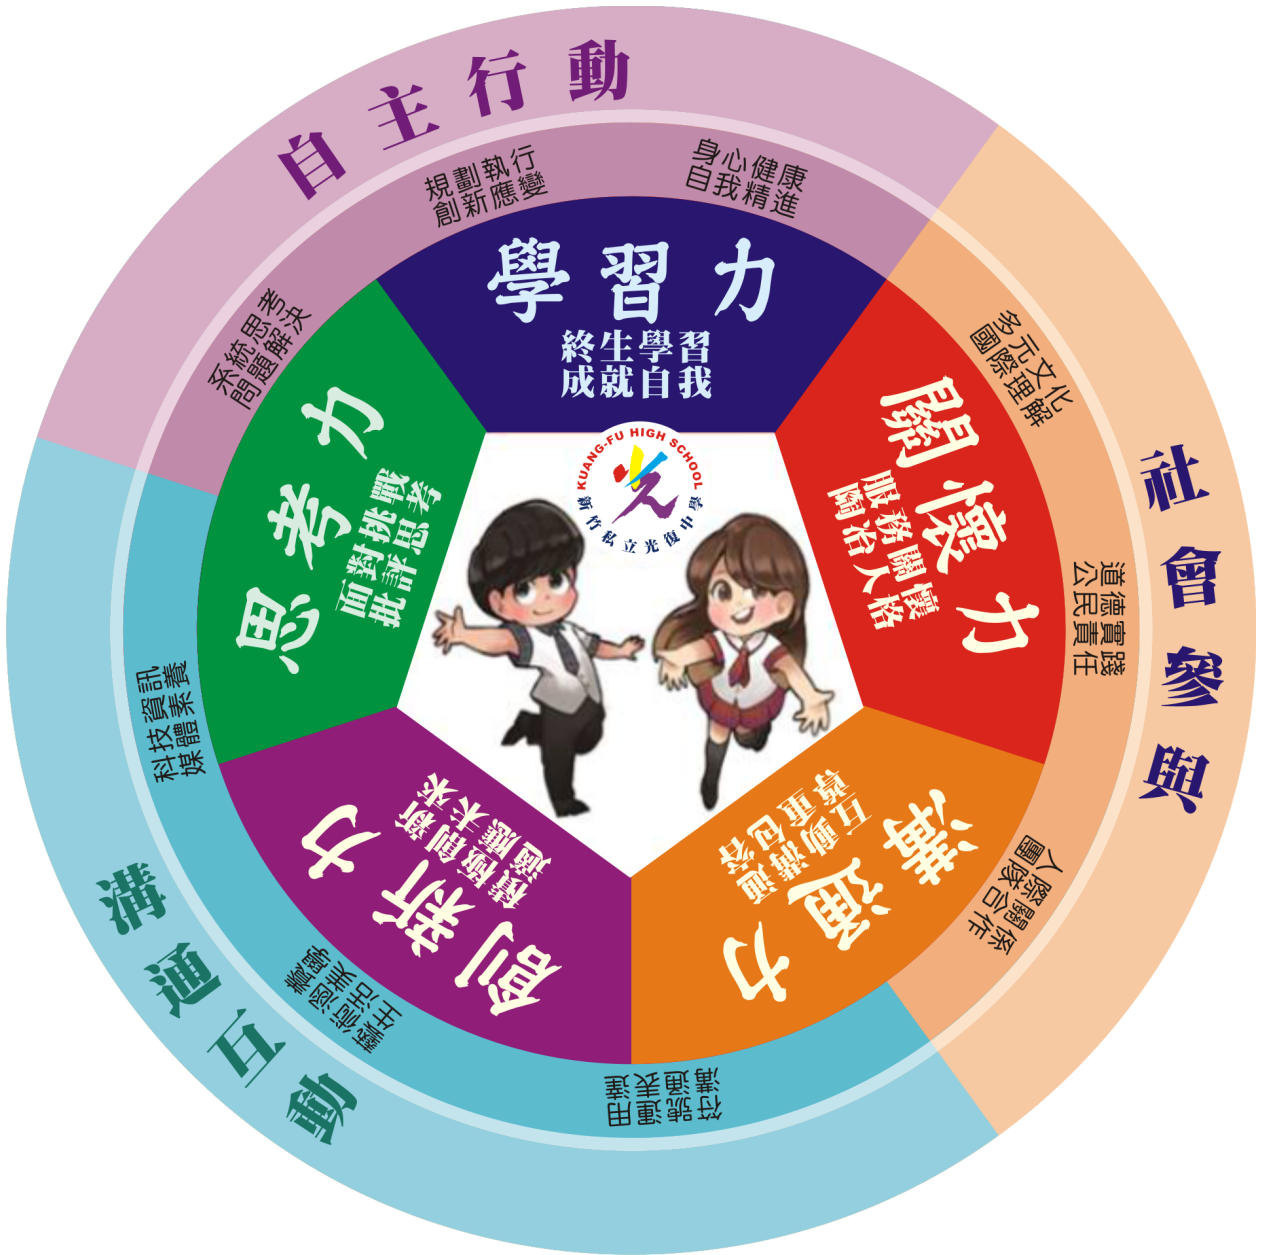 自主行動
規劃執行
創新應變
身心健康
自我精進
系統思考
問題解決
社會參與
多元文化
國際理解
道德實踐
公民責任
人際關係
團隊合作
溝通互動
科技資訊
媒體素養
藝術涵養
生活美學
符號運用
溝通表達
學習力
終生學習
成就自我
關懷力
服務關懷
陶冶人格
溝通力
互動溝通
尊重包容
創新力
積極創新
適應未來
思考力
面對挑戰
批評思考
KUANG-FU HIGH SCHOOL
新竹私立光復中學